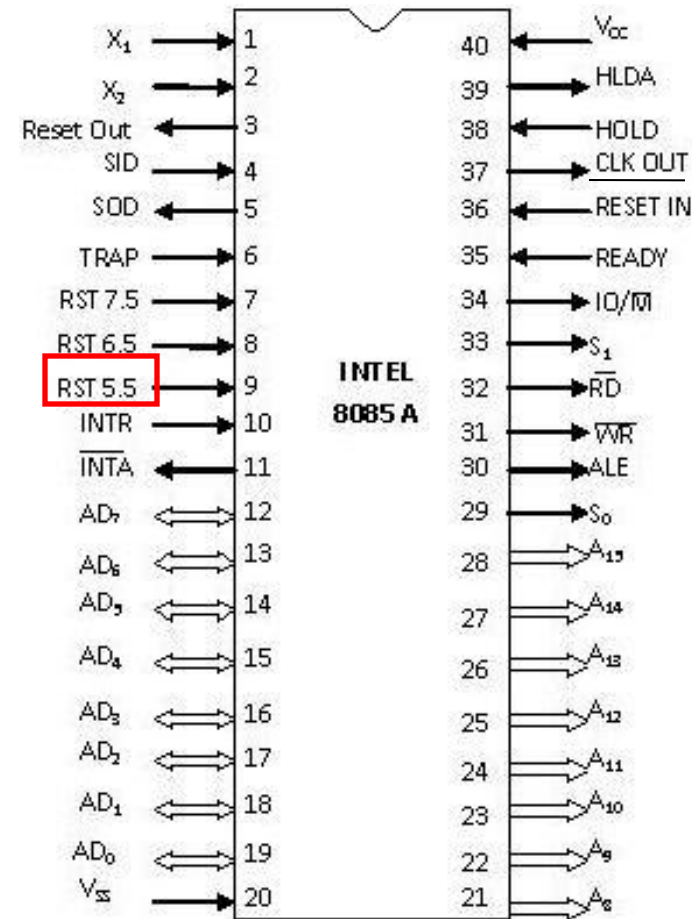 X₁ 1 40 Vcc
X₂ 2 39 HLDA
Reset Out 3 38 HOLD
SID 4 37 CLK OUT
SOD 5 36 RESET IN
TRAP 6 35 READY
RST 7.5 7 34 IO/M̅
RST 6.5 8 33 S₁
RST 5.5 9 32 R̅D̅
INTR 10 31 W̅R̅
I̅N̅T̅A̅ 11 30 ALE
AD₇ 12 29 S₀
AD₆ 13 28 A₁₅
AD₅ 14 27 A₁₄
AD₄ 15 26 A₁₃
AD₃ 16 25 A₁₂
AD₂ 17 24 A₁₁
AD₁ 18 23 A₁₀
AD₀ 19 22 A₉
Vss 20 21 A₈
INTEL
8085 A